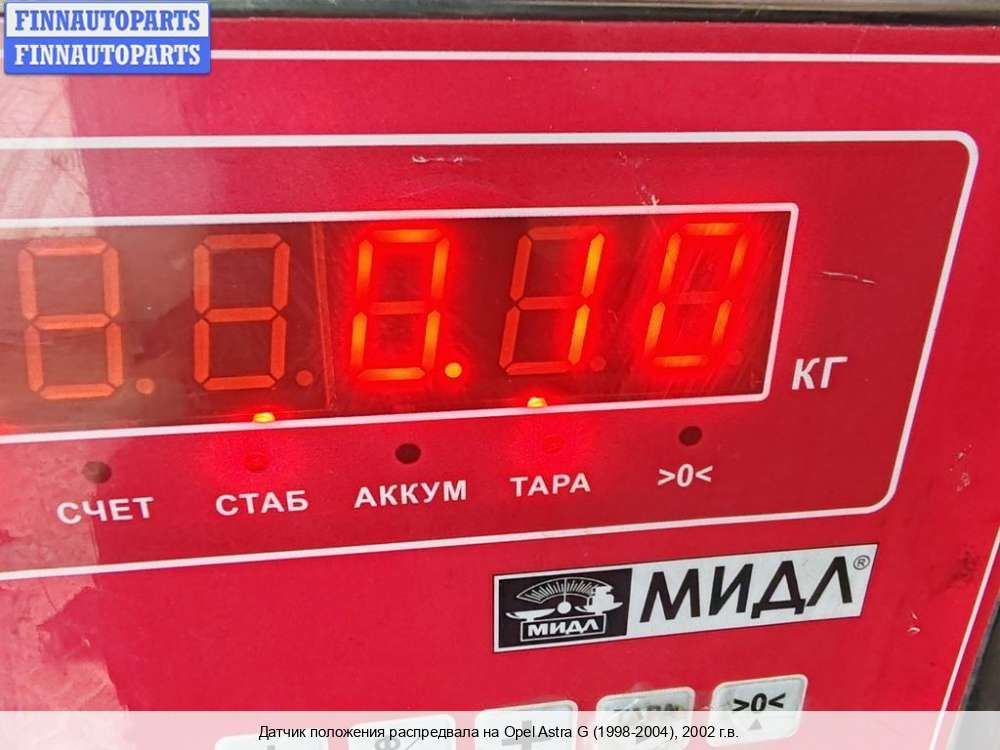 FINNAUTOPARTS
FINNAUTOPARTS
0.10
КГ
СЧЕТ СТАБ АККУМ ТАРА >0<
МИДЛ МИДЛ®
>0<
Датчик положения распредвала на Opel Astra G (1998-2004), 2002 г.в.